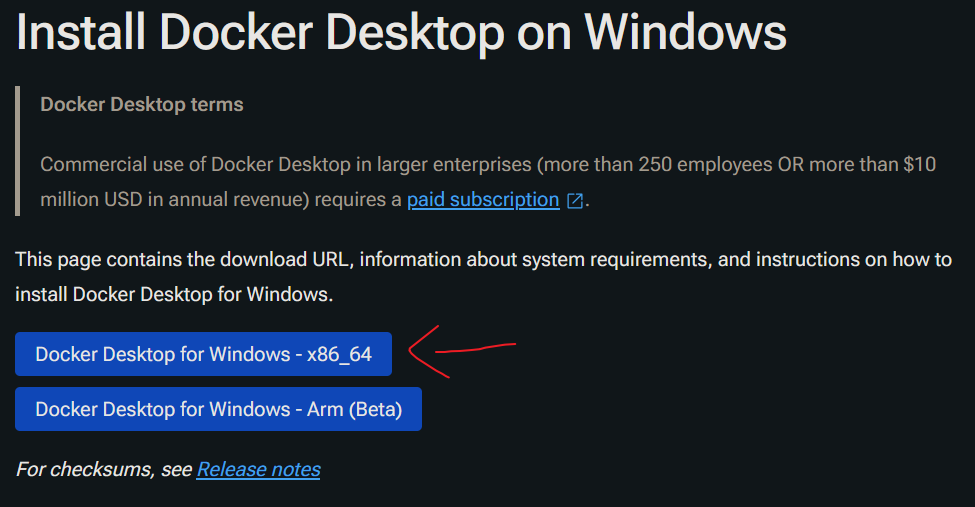 Install Docker Desktop on Windows
Docker Desktop terms
Commercial use of Docker Desktop in larger enterprises (more than 250 employees OR more than $10
million USD in annual revenue) requires a paid subscription.
This page contains the download URL, information about system requirements, and instructions on how to
install Docker Desktop for Windows.
Docker Desktop for Windows - x86_64
Docker Desktop for Windows - Arm (Beta)
For checksums, see Release notes